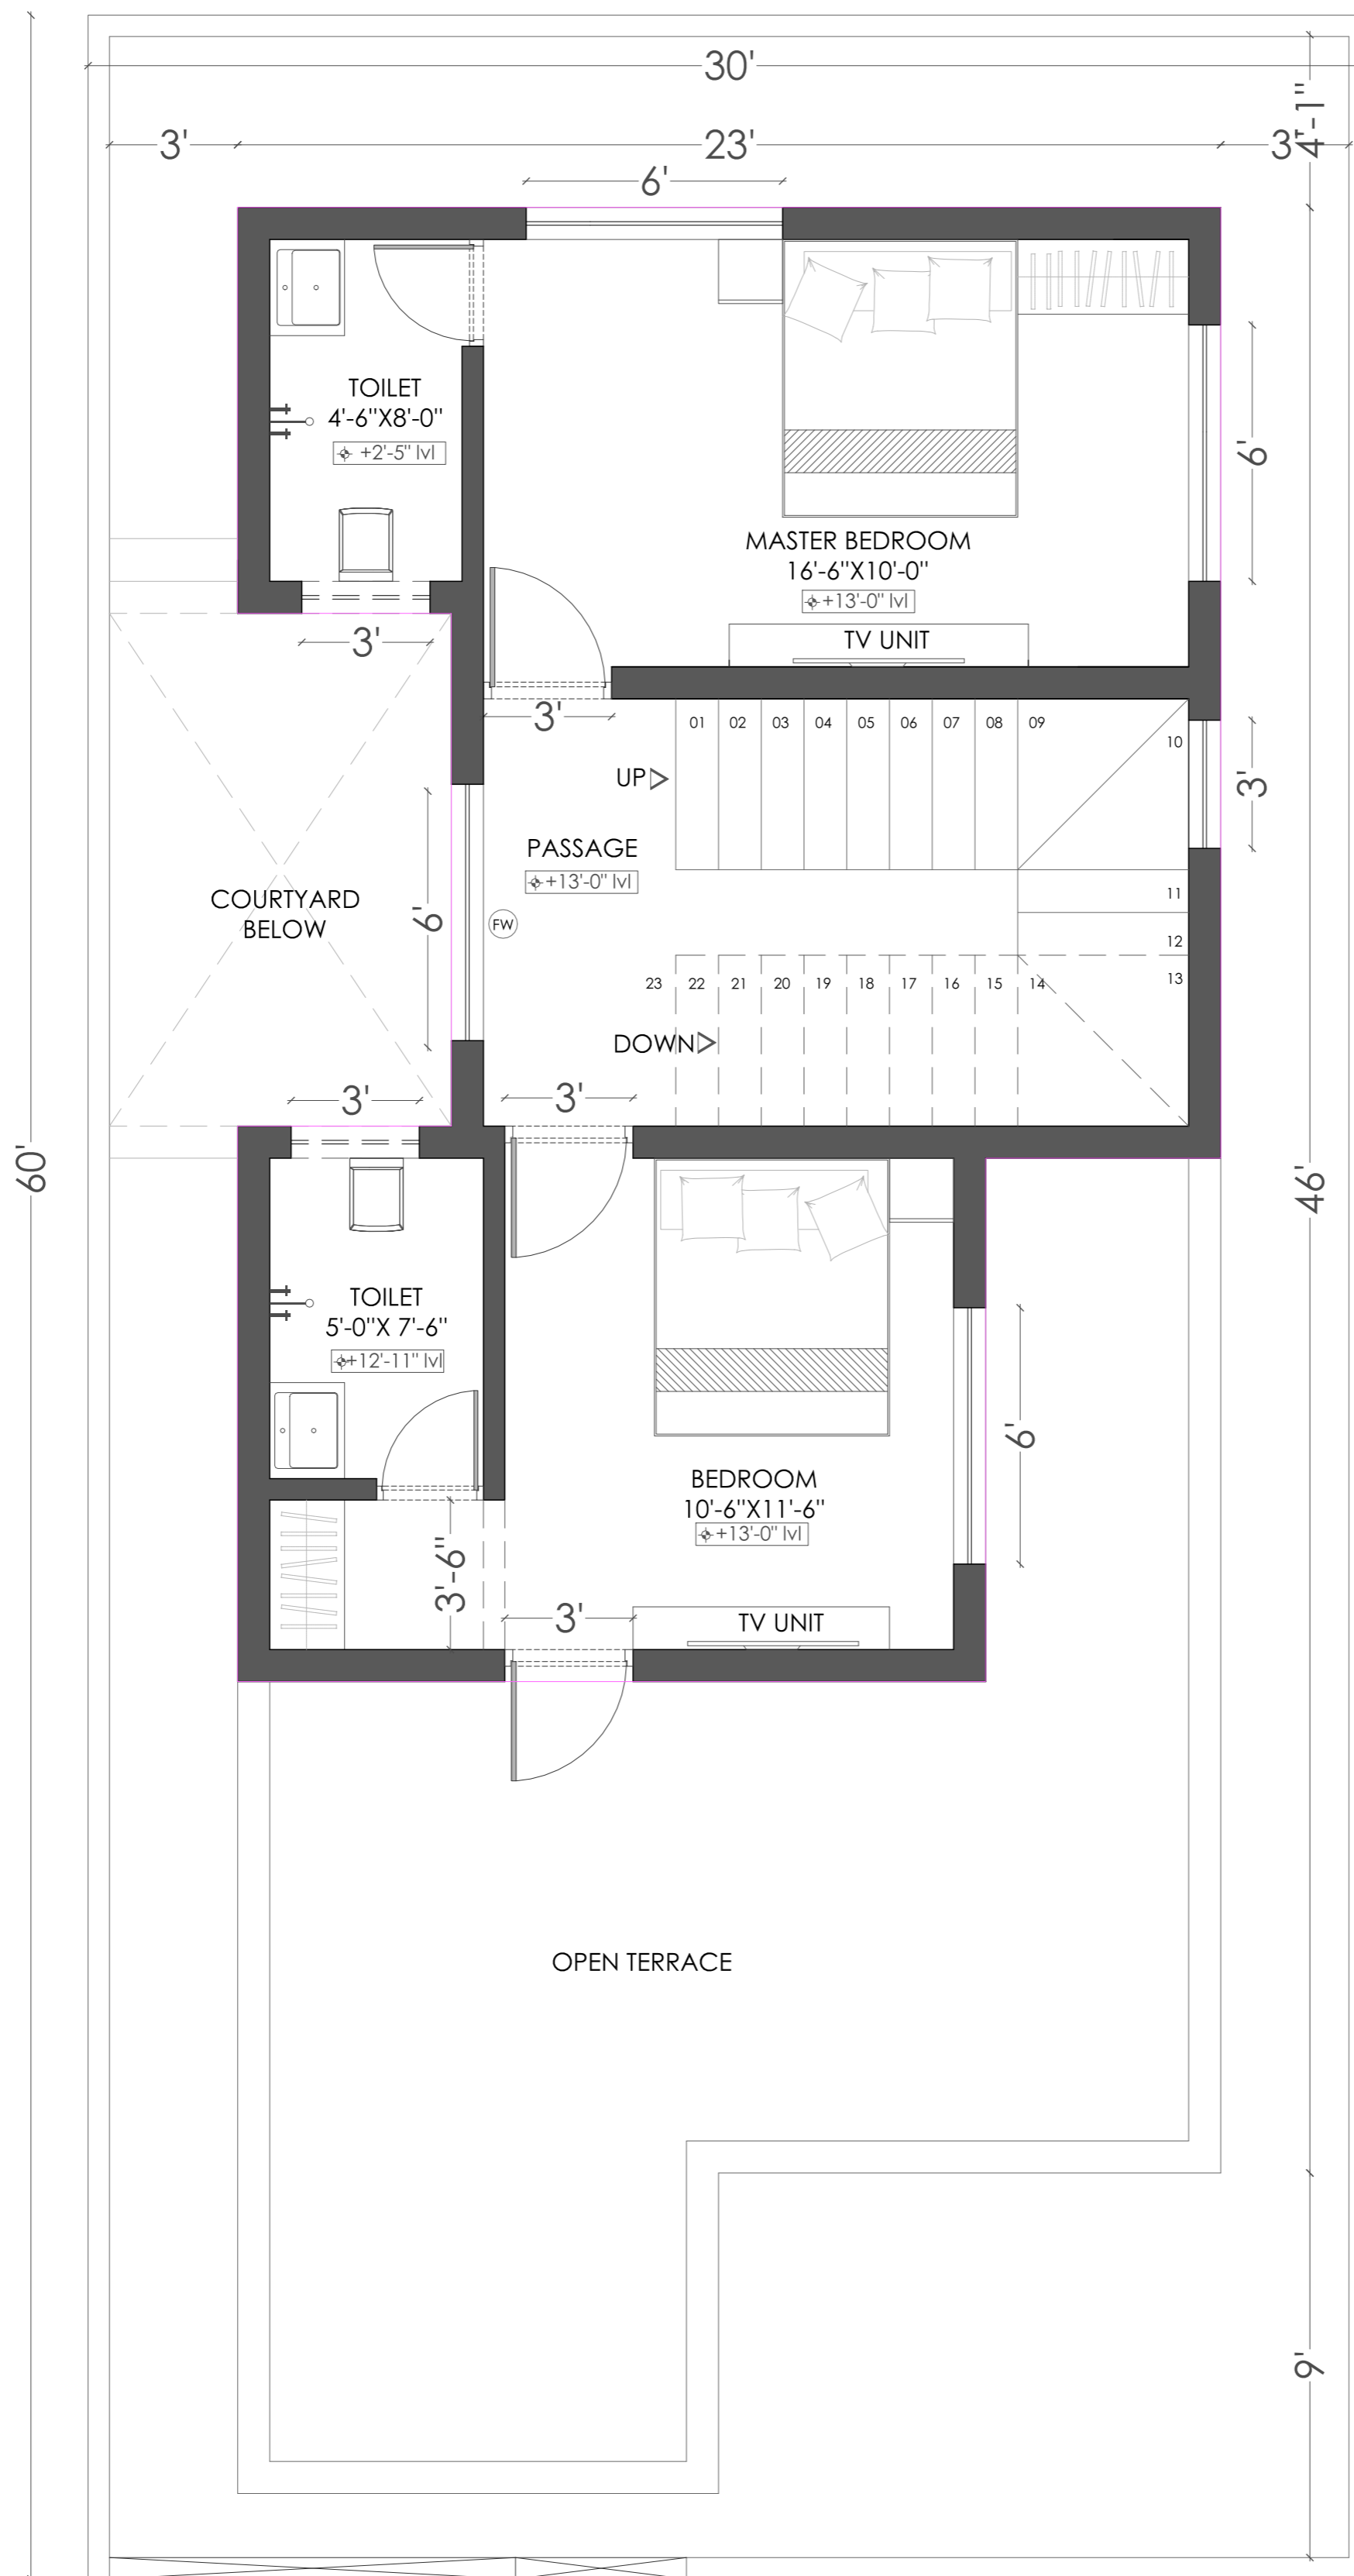 30'
4'-1"
3'
23'
3'
6'
TOILET
4'-6"X8'-0"
+2'-5" lvl
6'
MASTER BEDROOM
16'-6"X10'-0"
+13'-0" lvl
TV UNIT
3'
3'
01 02 03 04 05 06 07 08 09
10
UP
3'
PASSAGE
+13'-0" lvl
COURTYARD
BELOW
6'
FW
11
12
13
23 22 21 20 19 18 17 16 15 14
DOWN
3'
3'
60'
46'
TOILET
5'-0"X 7'-6"
+12'-11" lvl
6'
BEDROOM
10'-6"X11'-6"
+13'-0" lvl
3'-6"
3'
TV UNIT
OPEN TERRACE
9'